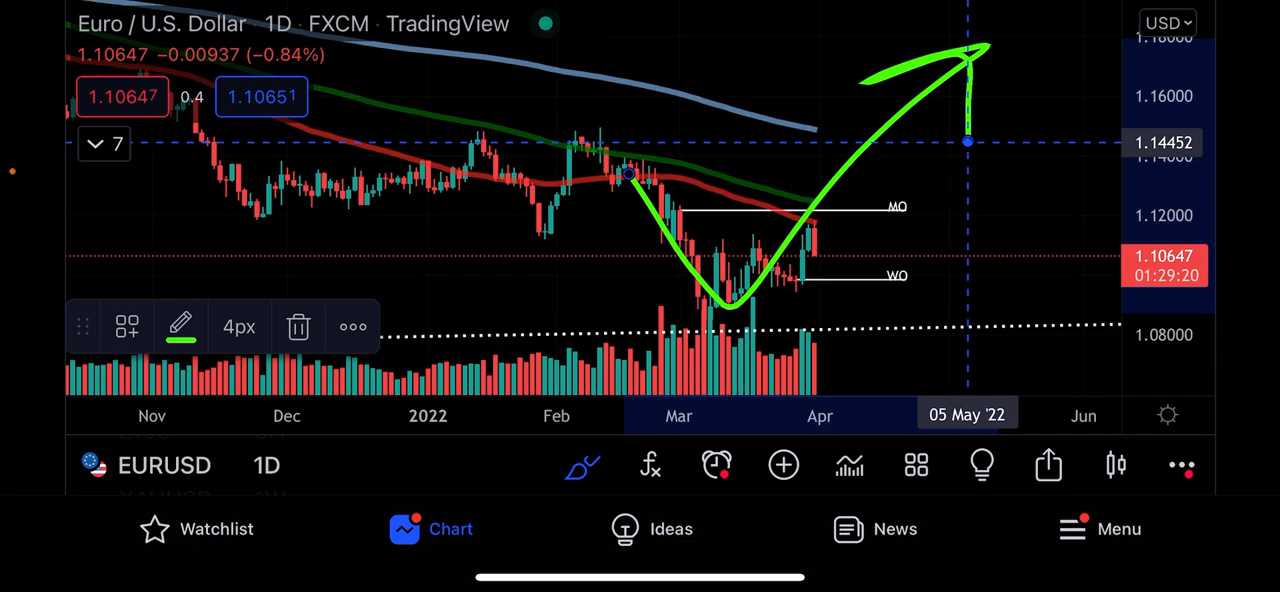 Euro / U.S. Dollar · 1D · FXCM · TradingView
USD
1.10647 −0.00937 (−0.84%)
1.18000
1.10647
0.4
1.10651
1.16000
7
1.14452
1.14000
MO
1.12000
WO
1.10647
01:29:20
4px
1.08000
Nov Dec 2022 Feb Mar Apr 05 May '22 Jun
EURUSD 1D
Watchlist Chart Ideas News Menu